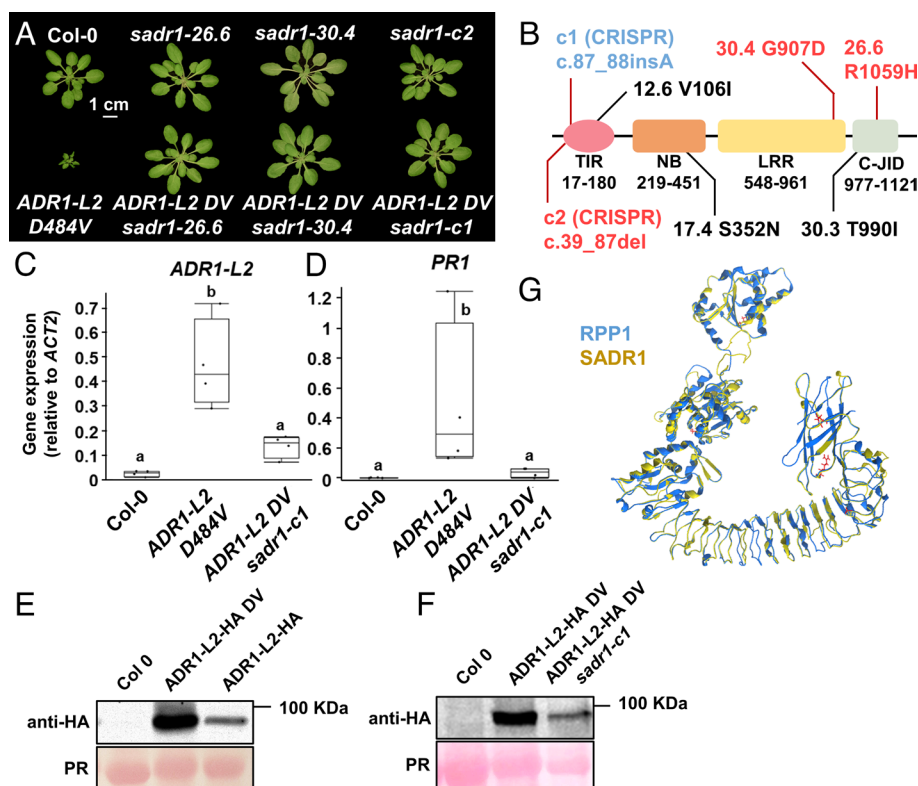 A
Col-0 sadr1-26.6 sadr1-30.4 sadr1-c2
1 cm
ADR1-L2 ADR1-L2 DV ADR1-L2 DV ADR1-L2 DV
D484V sadr1-26.6 sadr1-30.4 sadr1-c1
B
c1 (CRISPR)
c.87_88insA
12.6 V106I
30.4 G907D
26.6
R1059H
TIR NB LRR C-JID
17-180 219-451 548-961 977-1121
c2 (CRISPR)
c.39_87del
17.4 S352N 30.3 T990I
C
ADR1-L2
Gene expression
(relative to ACT2)
0.7
0.6
0.5
0.4
0.3
0.2
0.1
0
a
b
a
Col-0
ADR1-L2
D484V
ADR1-L2 DV
sadr1-c1
D
PR1
1.2
1
0.8
0.6
0.4
0.2
0
a
b
a
Col-0
ADR1-L2
D484V
ADR1-L2 DV
sadr1-c1
G
RPP1
SADR1
E
Col 0
ADR1-L2-HA DV
ADR1-L2-HA
100 KDa
anti-HA
PR
F
Col 0
ADR1-L2-HA DV
ADR1-L2-HA DV
sadr1-c1
100 KDa
anti-HA
PR